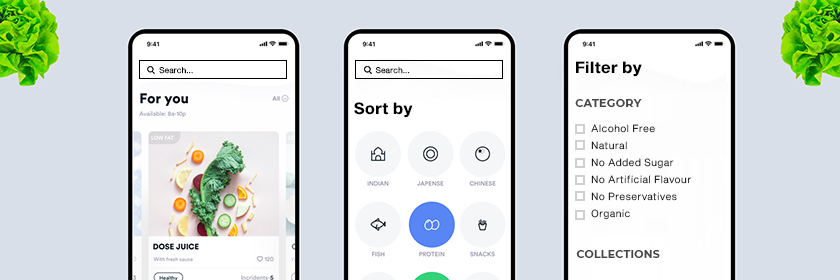 9:41
Search...
For you
All
Available: 8a-10p
LOW FAT
DOSE JUICE
With fresh sauce
120
Healthy
Incridents·5
9:41
Search...
Sort by
INDIAN
JAPENSE
CHINESE
FISH
PROTEIN
SNACKS
9:41
Filter by
CATEGORY
Alcohol Free
Natural
No Added Sugar
No Artificial Flavour
No Preservatives
Organic
COLLECTIONS